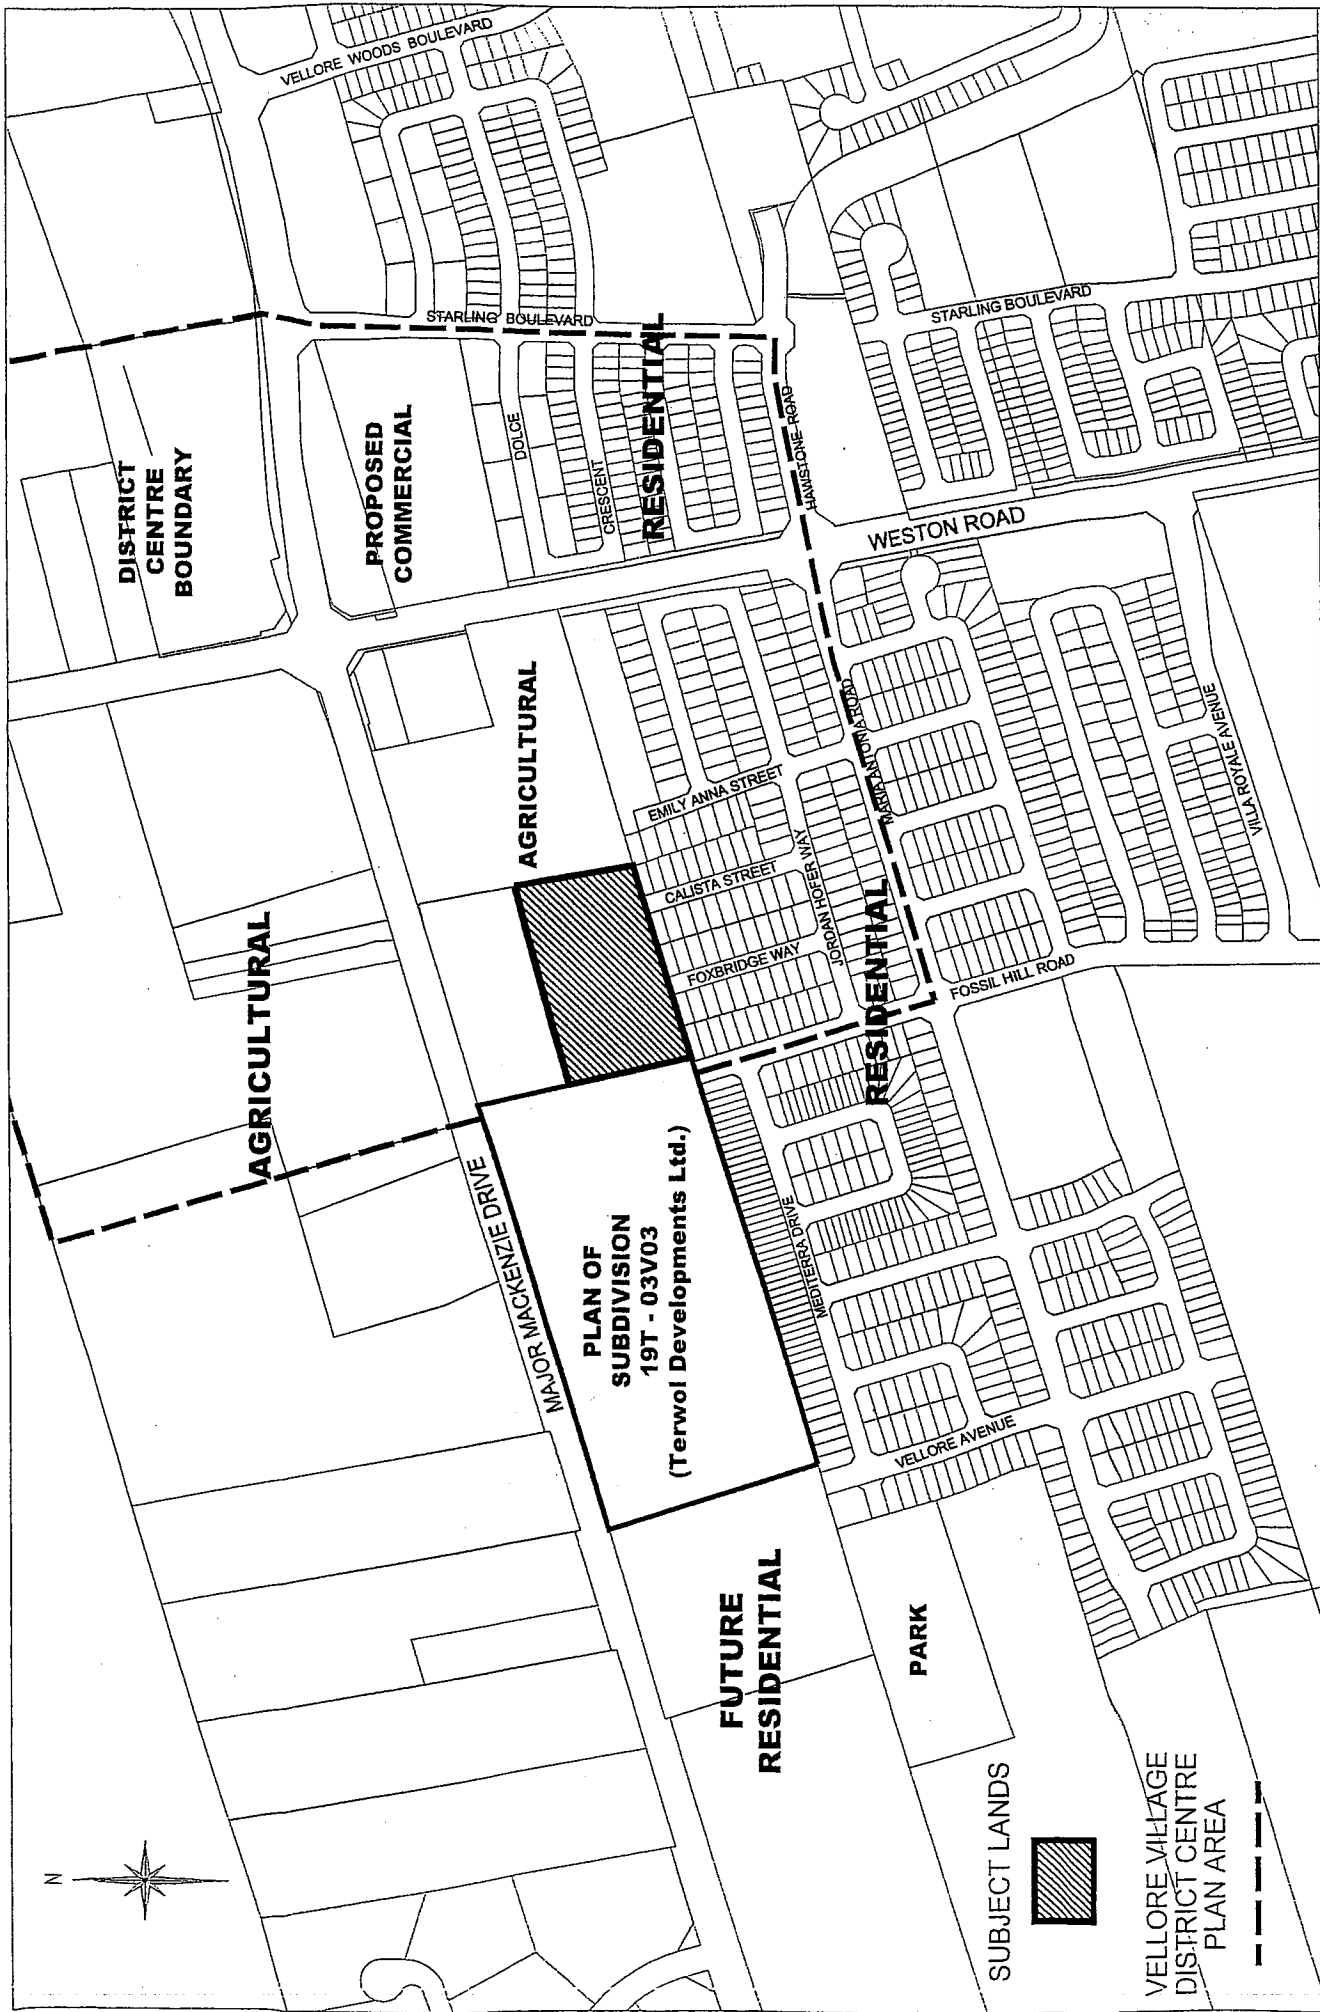 VELLORE WOODS BOULEVARD
DISTRICT
CENTRE
BOUNDARY
STARLING BOULEVARD
PROPOSED
COMMERCIAL
DOLCE
CRESCENT
RESIDENTIAL
STARLING BOULEVARD
HAWSTONE ROAD
WESTON ROAD
AGRICULTURAL
EMILY ANNA STREET
MARIA ANTONIA ROAD
VILLA ROYALE AVENUE
CALISTA STREET
JORDAN HOFER WAY
FOXBRIDGE WAY
RESIDENTIAL
FOSSIL HILL ROAD
AGRICULTURAL
MAJOR MACKENZIE DRIVE
PLAN OF
SUBDIVISION
19T - 03V03
(Terwol Developments Ltd.)
MEDITERRA DRIVE
VELLORE AVENUE
FUTURE
RESIDENTIAL
PARK
N
SUBJECT LANDS
VELLORE VILLAGE
DISTRICT CENTRE
PLAN AREA